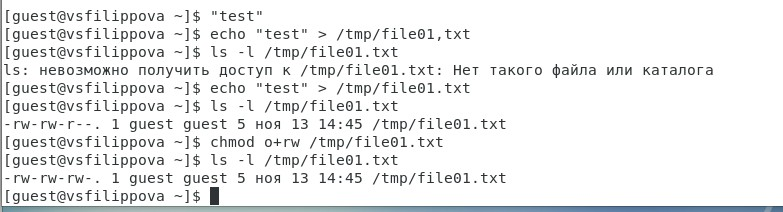 [guest@vsfilippova ~]$ "test"
[guest@vsfilippova ~]$ echo "test" > /tmp/file01,txt
[guest@vsfilippova ~]$ ls -l /tmp/file01.txt
ls: невозможно получить доступ к /tmp/file01.txt: Нет такого файла или каталога
[guest@vsfilippova ~]$ echo "test" > /tmp/file01.txt
[guest@vsfilippova ~]$ ls -l /tmp/file01.txt
-rw-rw-r--. 1 guest guest 5 ноя 13 14:45 /tmp/file01.txt
[guest@vsfilippova ~]$ chmod o+rw /tmp/file01.txt
[guest@vsfilippova ~]$ ls -l /tmp/file01.txt
-rw-rw-rw-. 1 guest guest 5 ноя 13 14:45 /tmp/file01.txt
[guest@vsfilippova ~]$